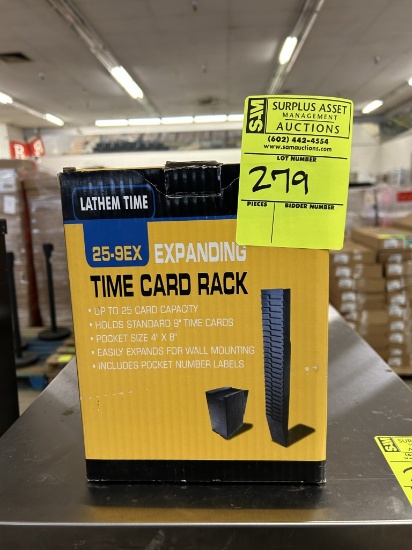 SAM
SURPLUS ASSET
MANAGEMENT
AUCTIONS
(602) 442-4554
www.samauctions.com
LOT NUMBER
279
PIECES BIDDER NUMBER
LATHEM TIME
25-9EX EXPANDING
TIME CARD RACK
• UP TO 25 CARD CAPACITY
• HOLDS STANDARD 9" TIME CARDS
• POCKET SIZE 4" X 8"
• EASILY EXPANDS FOR WALL MOUNTING
• INCLUDES POCKET NUMBER LABELS
SAM